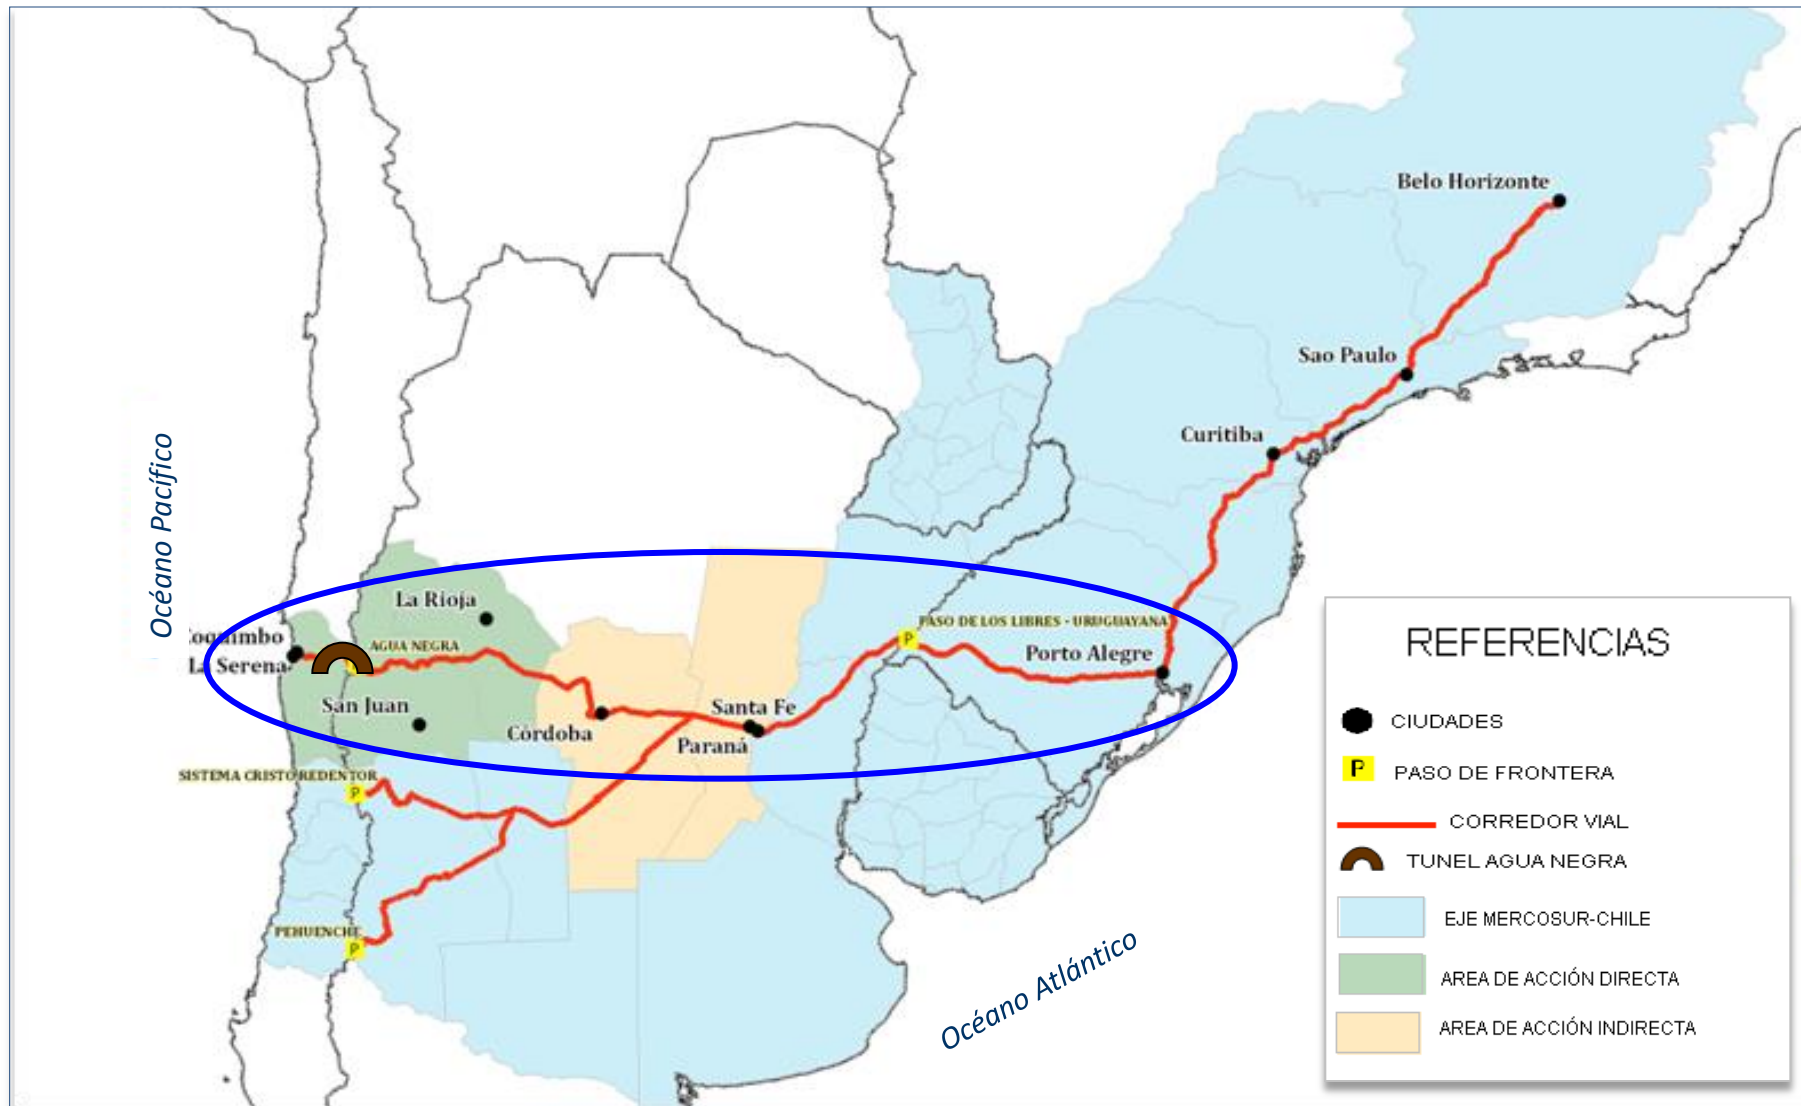 Belo Horizonte
Sao Paulo
Curitiba
Océano Pacífico
La Rioja
PASO DE LOS LIBRES - URUGUAYANA
P
oquimbo
AGUA NEGRA
La Serena
Porto Alegre
San Juan
Santa Fe
Córdoba
Paraná
SISTEMA CRISTO REDENTOR
P
PEHUENCHE
P
Océano Atlántico
REFERENCIAS
CIUDADES
P PASO DE FRONTERA
CORREDOR VIAL
TUNEL AGUA NEGRA
EJE MERCOSUR-CHILE
AREA DE ACCIÓN DIRECTA
AREA DE ACCIÓN INDIRECTA